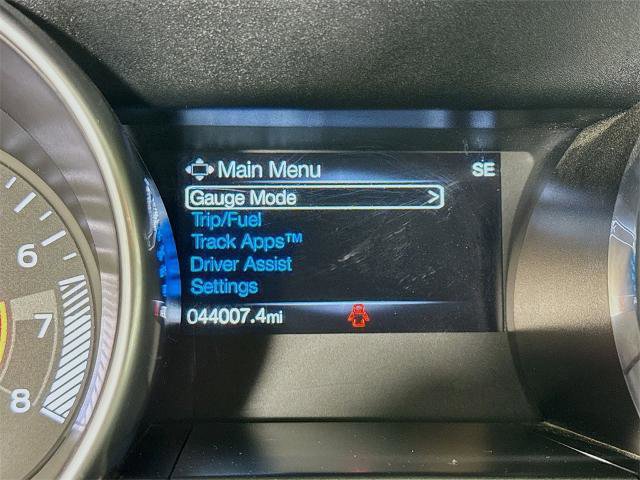 Main Menu SE
Gauge Mode >
Trip/Fuel
Track Apps™
Driver Assist
Settings
044007.4mi
6
7
8